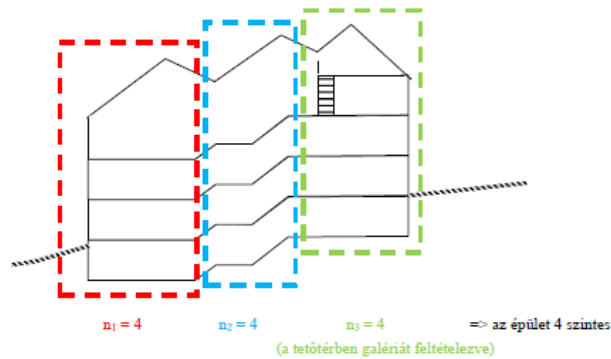 n₁ = 4 n₂ = 4 n₃ = 4 => az épület 4 szintes
(a tetőtérben galériát feltételezve)